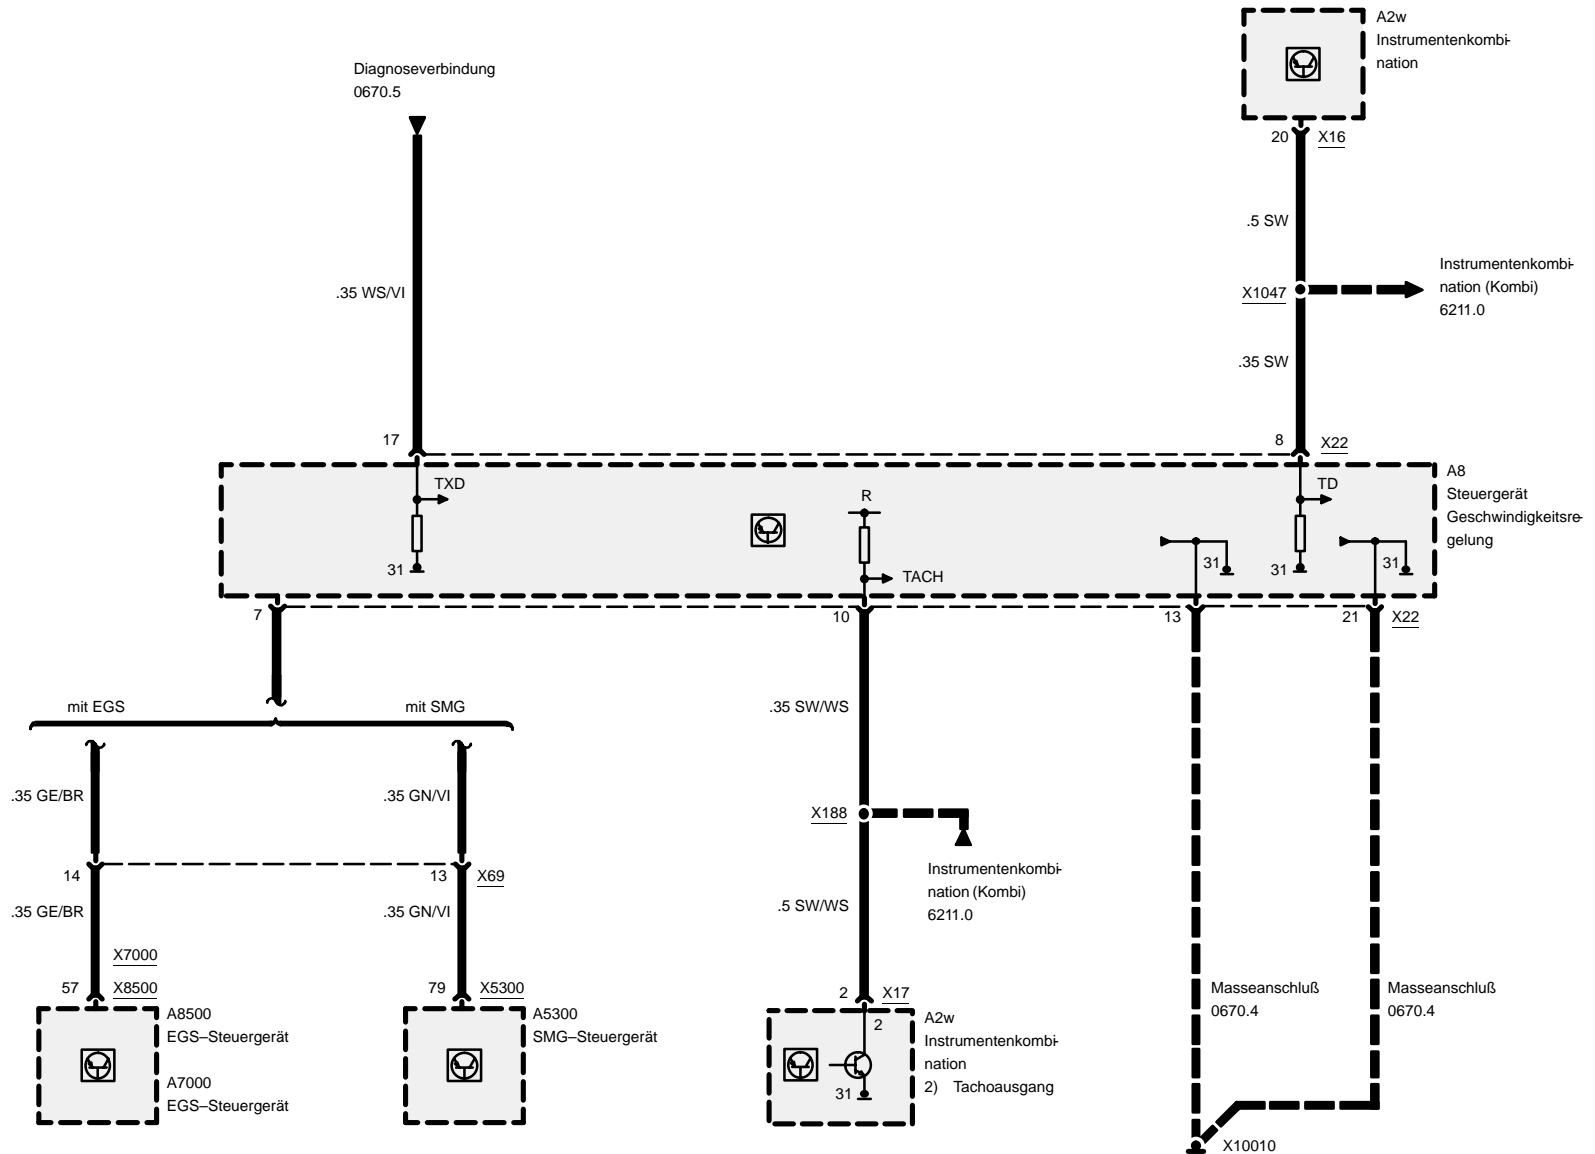 A2w
Instrumentenkombi-
nation
Diagnoseverbindung
0670.5
20 X16
.5 SW
Instrumentenkombi-
nation (Kombi)
6211.0
.35 WS/VI
X1047
.35 SW
17
8 X22
A8
Steuergerät
Geschwindigkeitsre-
gelung
TXD
R
TD
31
TACH
31
31
31
7
10
13
21 X22
mit EGS
mit SMG
.35 SW/WS
.35 GE/BR
.35 GN/VI
X188
14
13 X69
Instrumentenkombi-
nation (Kombi)
6211.0
.35 GE/BR
.35 GN/VI
.5 SW/WS
X7000
57 X8500
79 X5300
2 X17
Masseanschluß
0670.4
Masseanschluß
0670.4
A8500
EGS–Steuergerät
A7000
EGS–Steuergerät
A5300
SMG–Steuergerät
2
31
A2w
Instrumentenkombi-
nation
2) Tachoausgang
X10010